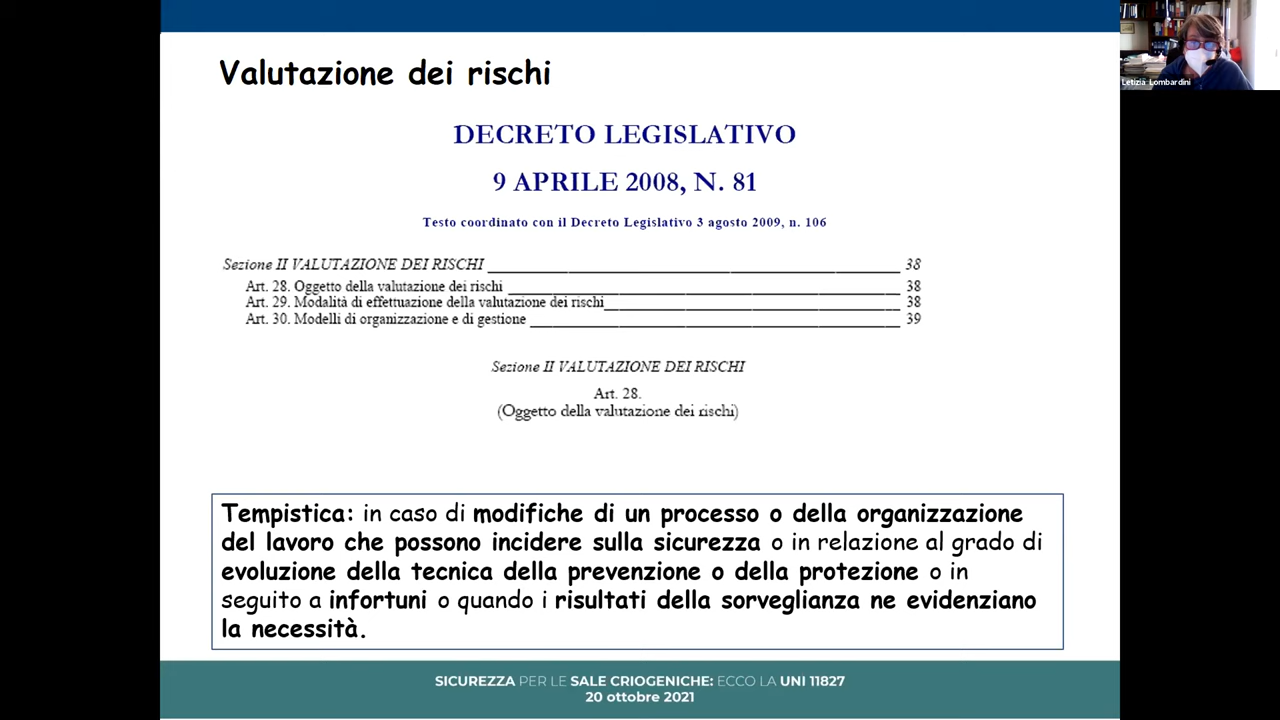 Valutazione dei rischi
Letizia Lombardini
DECRETO LEGISLATIVO
9 APRILE 2008, N. 81
Testo coordinato con il Decreto Legislativo 3 agosto 2009, n. 106
Sezione II VALUTAZIONE DEI RISCHI 38
Art. 28. Oggetto della valutazione dei rischi 38
Art. 29. Modalità di effettuazione della valutazione dei rischi 38
Art. 30. Modelli di organizzazione e di gestione 39
Sezione II VALUTAZIONE DEI RISCHI
Art. 28.
(Oggetto della valutazione dei rischi)
Tempistica: in caso di modifiche di un processo o della organizzazione
del lavoro che possono incidere sulla sicurezza o in relazione al grado di
evoluzione della tecnica della prevenzione o della protezione o in
seguito a infortuni o quando i risultati della sorveglianza ne evidenziano
la necessità.
SICUREZZA PER LE SALE CRIOGENICHE: ECCO LA UNI 11827
20 ottobre 2021